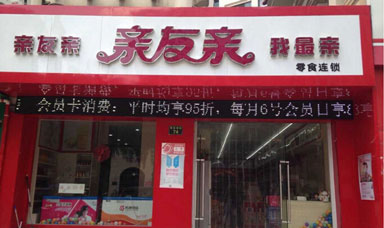 亲友亲 亲友亲 我最亲
零食连锁
会员卡消费：平时均享95折，每月6号会员日享8